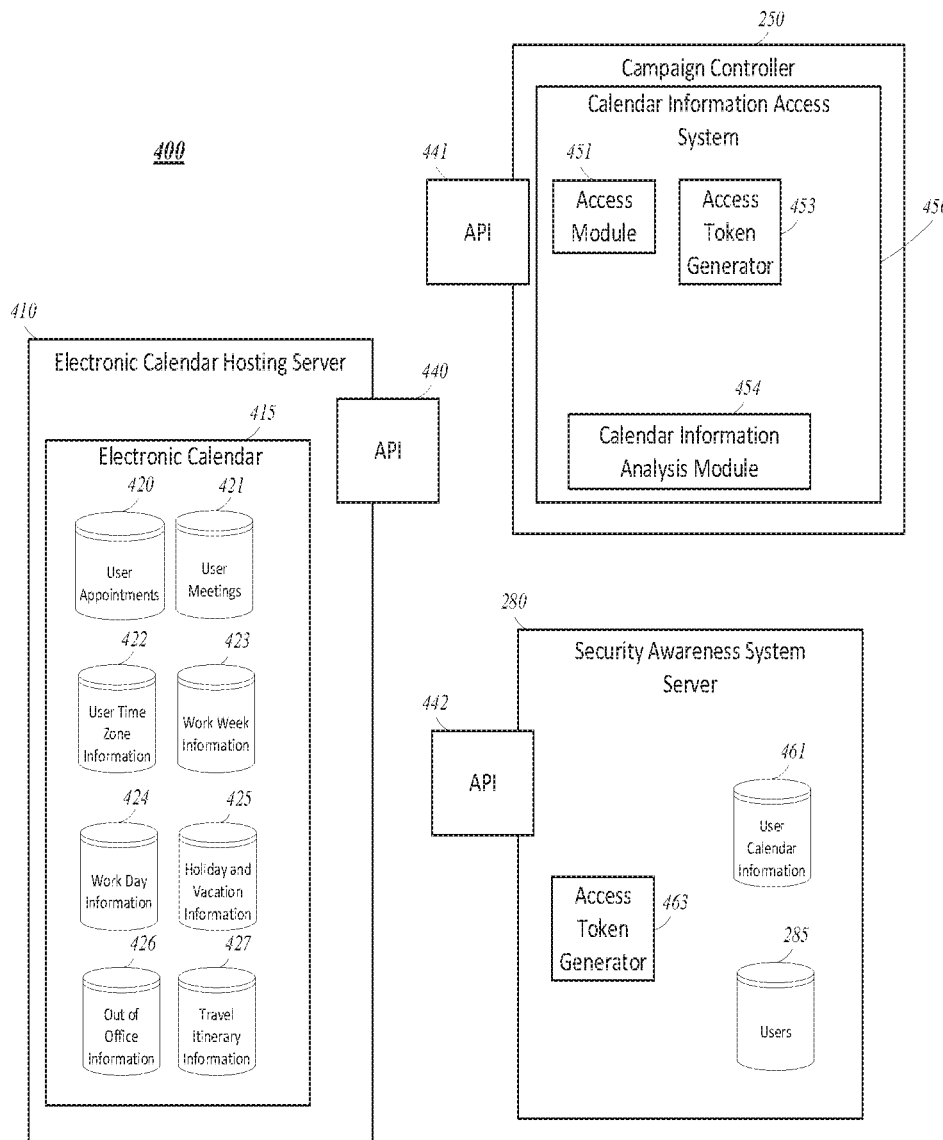 400
250
Campaign Controller
Calendar Information Access
System
441
API
451
Access
Module
Access
Token
Generator
453
456
454
Calendar Information
Analysis Module
410
Electronic Calendar Hosting Server
440
API
415
Electronic Calendar
420
User
Appointments
421
User
Meetings
422
User Time
Zone
Information
423
Work Week
Information
424
Work Day
Information
425
Holiday and
Vacation
Information
426
Out of
Office
Information
427
Travel
Itinerary
Information
280
Security Awareness System
Server
442
API
461
User
Calendar
Information
Access
Token
Generator
463
285
Users